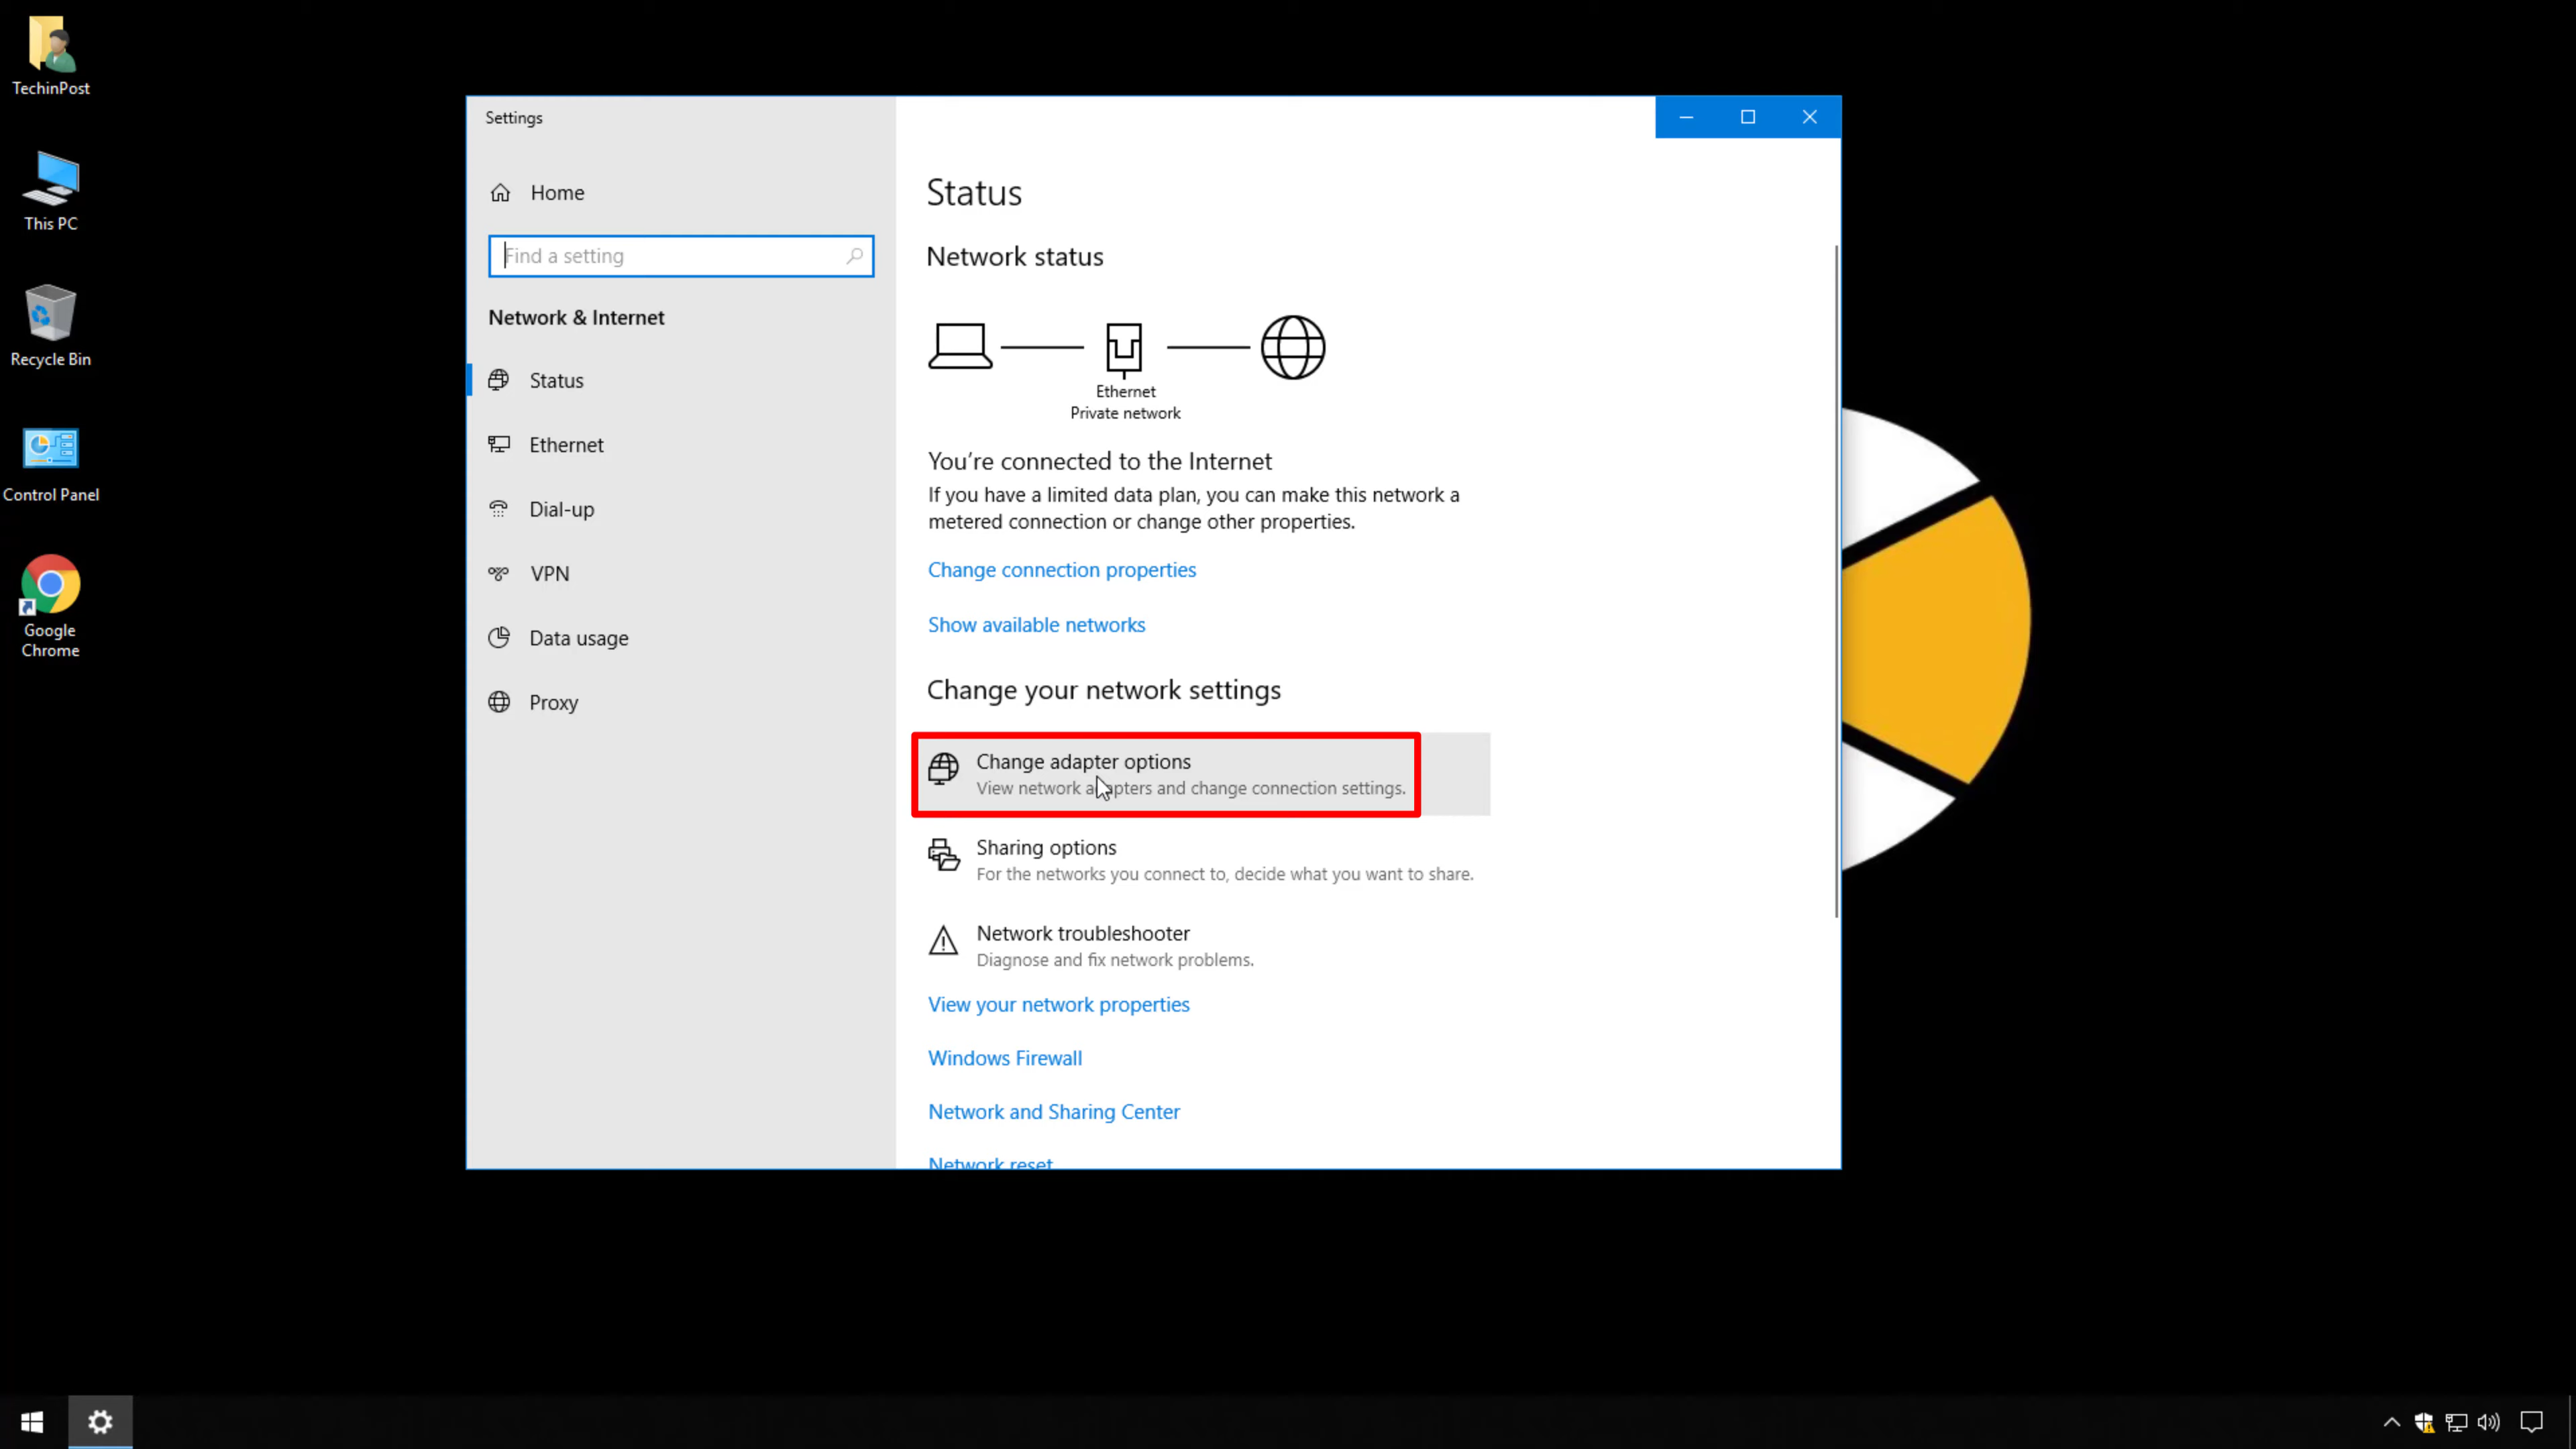 TechinPost
This PC
Recycle Bin
Control Panel
Google
Chrome
Settings
Home
Find a setting
Network & Internet
Status
Ethernet
Dial-up
VPN
Data usage
Proxy
Status
Network status
Ethernet
Private network
You're connected to the Internet
If you have a limited data plan, you can make this network a
metered connection or change other properties.
Change connection properties
Show available networks
Change your network settings
Change adapter options
View network adapters and change connection settings.
Sharing options
For the networks you connect to, decide what you want to share.
Network troubleshooter
Diagnose and fix network problems.
View your network properties
Windows Firewall
Network and Sharing Center
Network reset